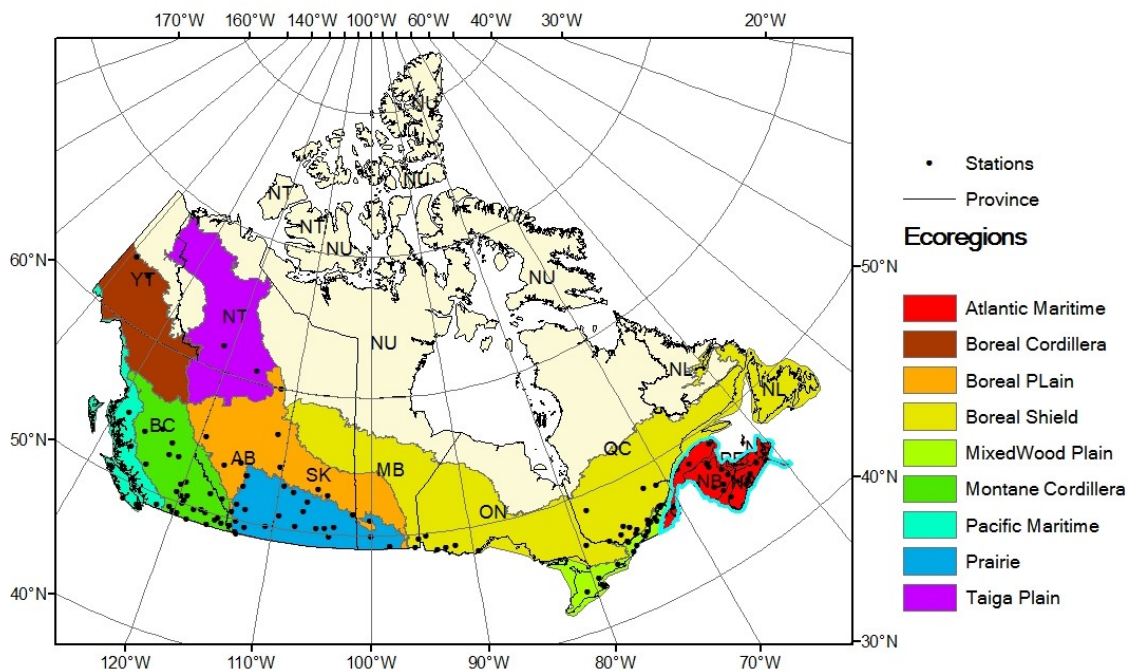 170°W 160°W 140°W 120°W 100°W 80°W 60°W 40°W 30°W 20°W
NU
NU
NT
NT
NU
NU
60°N
50°N
YT
NT
NU
NL
NL
50°N
BC
AB
SK
MB
QC
ON
NB
40°N
40°N
30°N
120°W 110°W 100°W 90°W 80°W 70°W
Stations
Province
Ecoregions
Atlantic Maritime
Boreal Cordillera
Boreal PLain
Boreal Shield
MixedWood Plain
Montane Cordillera
Pacific Maritime
Prairie
Taiga Plain